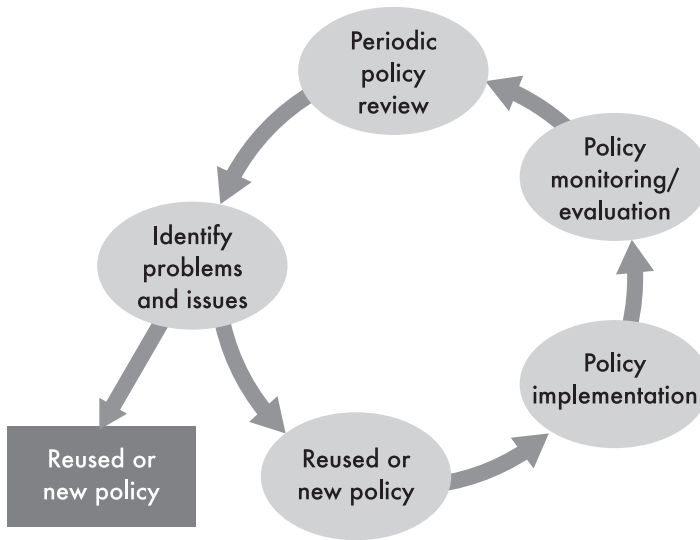 Periodic
policy
review
Policy
monitoring/
evaluation
Identify
problems
and issues
Policy
implementation
Reused or
new policy
Reused or
new policy